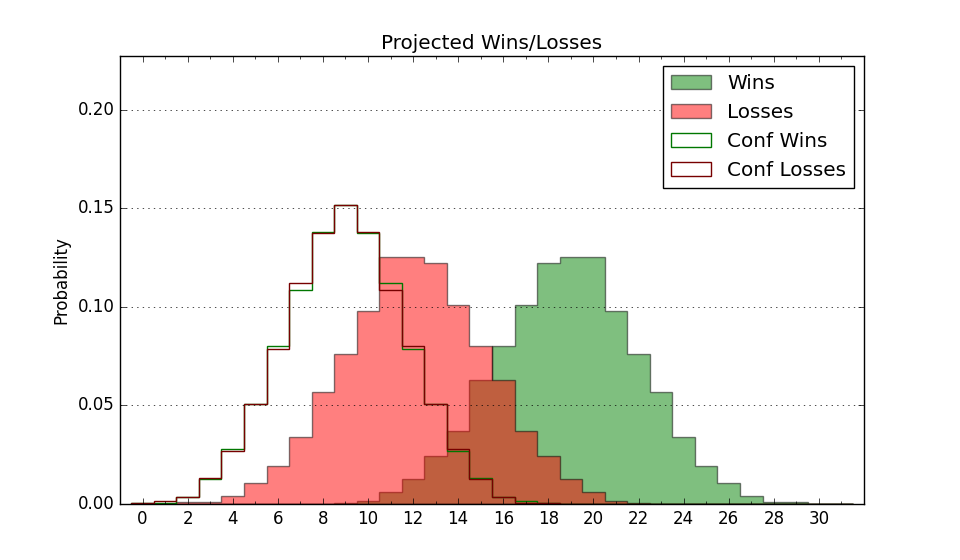 Projected Wins/Losses
Wins
Losses
Conf Wins
Conf Losses
Probability
0.20
0.15
0.10
0.05
0.00
0 2 4 6 8 10 12 14 16 18 20 22 24 26 28 30